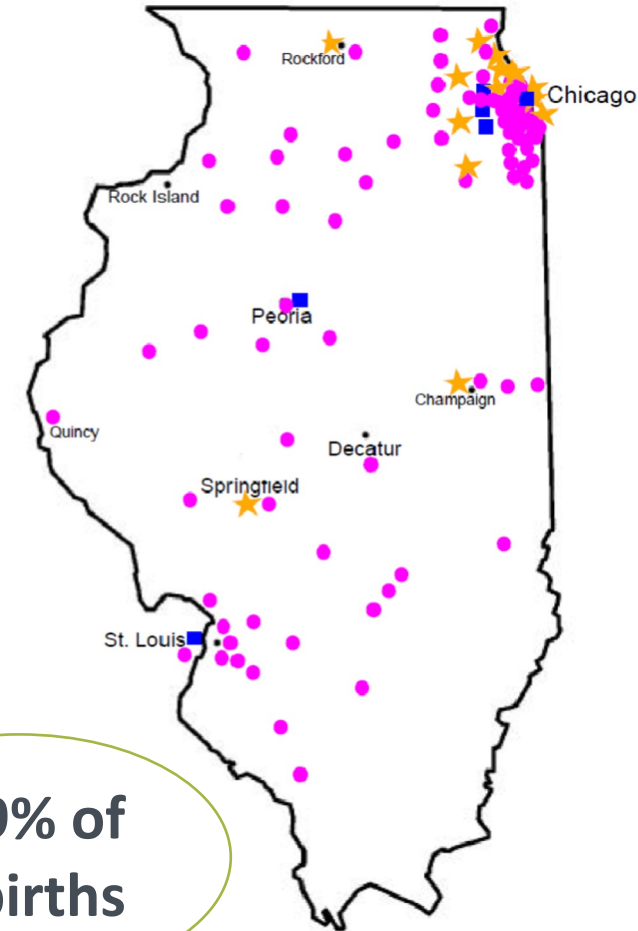 Rockford
Chicago
Rock Island
Peoria
Champaign
Quincy
Decatur
Springfield
St. Louis
% of
births